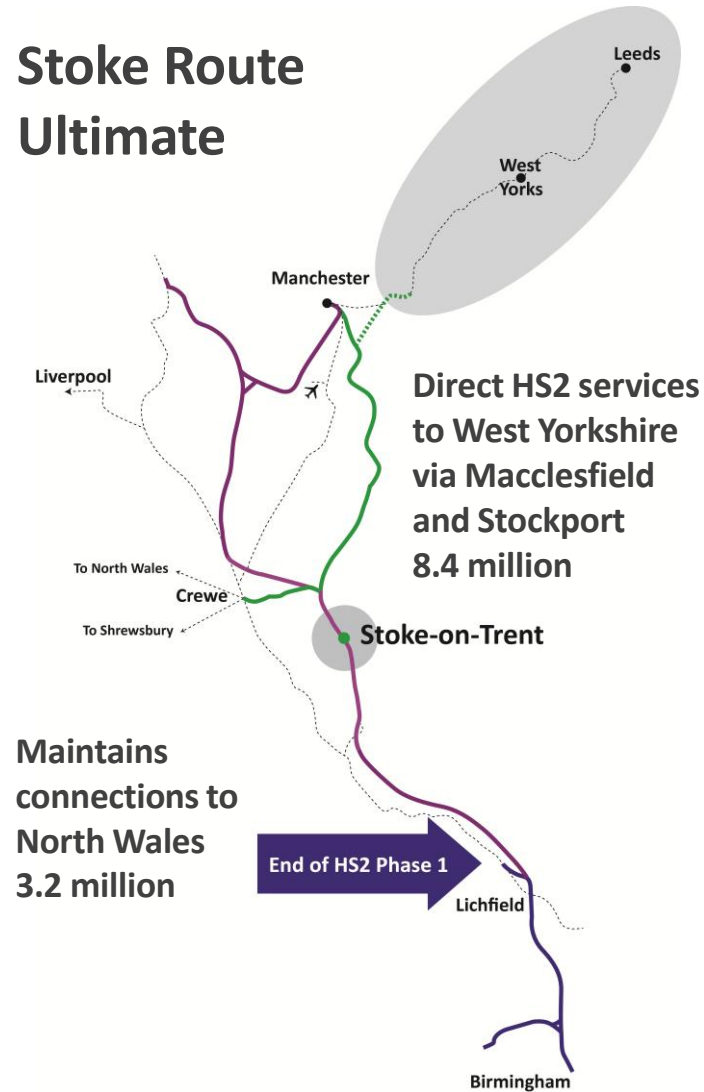 Stoke Route
Ultimate
Leeds
West
Yorks
Manchester
Liverpool
Direct HS2 services
to West Yorkshire
via Macclesfield
and Stockport
8.4 million
To North Wales
Crewe
To Shrewsbury
Stoke-on-Trent
Maintains
connections to
North Wales
3.2 million
End of HS2 Phase 1
Lichfield
Birmingham